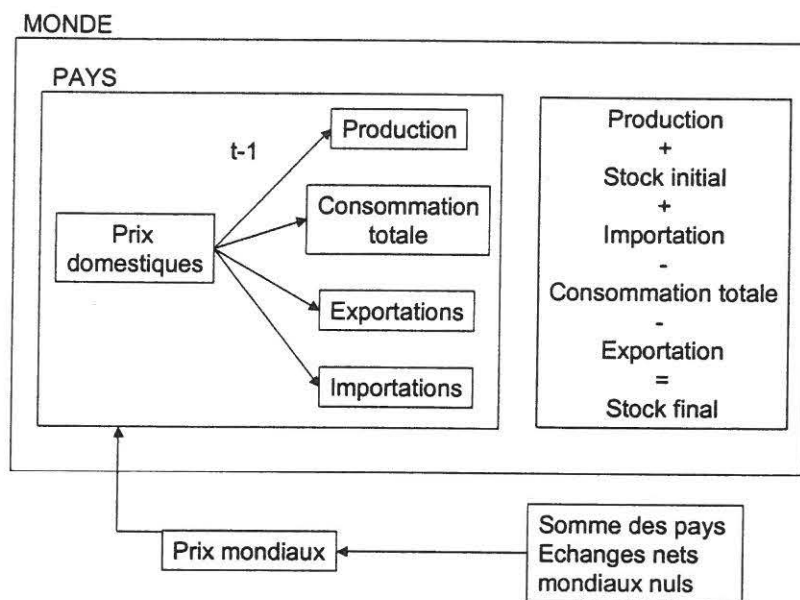 MONDE
PAYS
t-1
Prix
domestiques
Production
Consommation
totale
Exportations
Importations
Production
+
Stock initial
+
Importation
-
Consommation totale
-
Exportation
=
Stock final
Prix mondiaux
Somme des pays
Echanges nets
mondiaux nuls